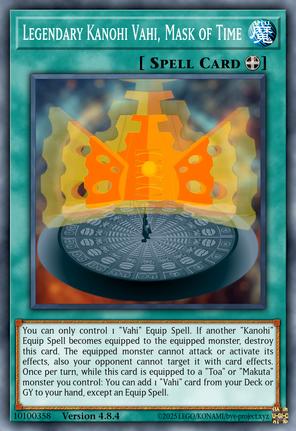 Legendary Kanohi Vahi, Mask of Time
魔
[ Spell Card ]
You can only control 1 "Vahi" Equip Spell. If another "Kanohi"
Equip Spell becomes equipped to the equipped monster, destroy
this card. The equipped monster cannot attack or activate its
effects, also your opponent cannot target it with card effects.
Once per turn, while this card is equipped to a "Toa" or "Makuta"
monster you control: You can add 1 "Vahi" card from your Deck or
GY to your hand, except an Equip Spell.
10100358
Version 4.8.4
©2025 LEGO/KONAMI/bye-project.xyz